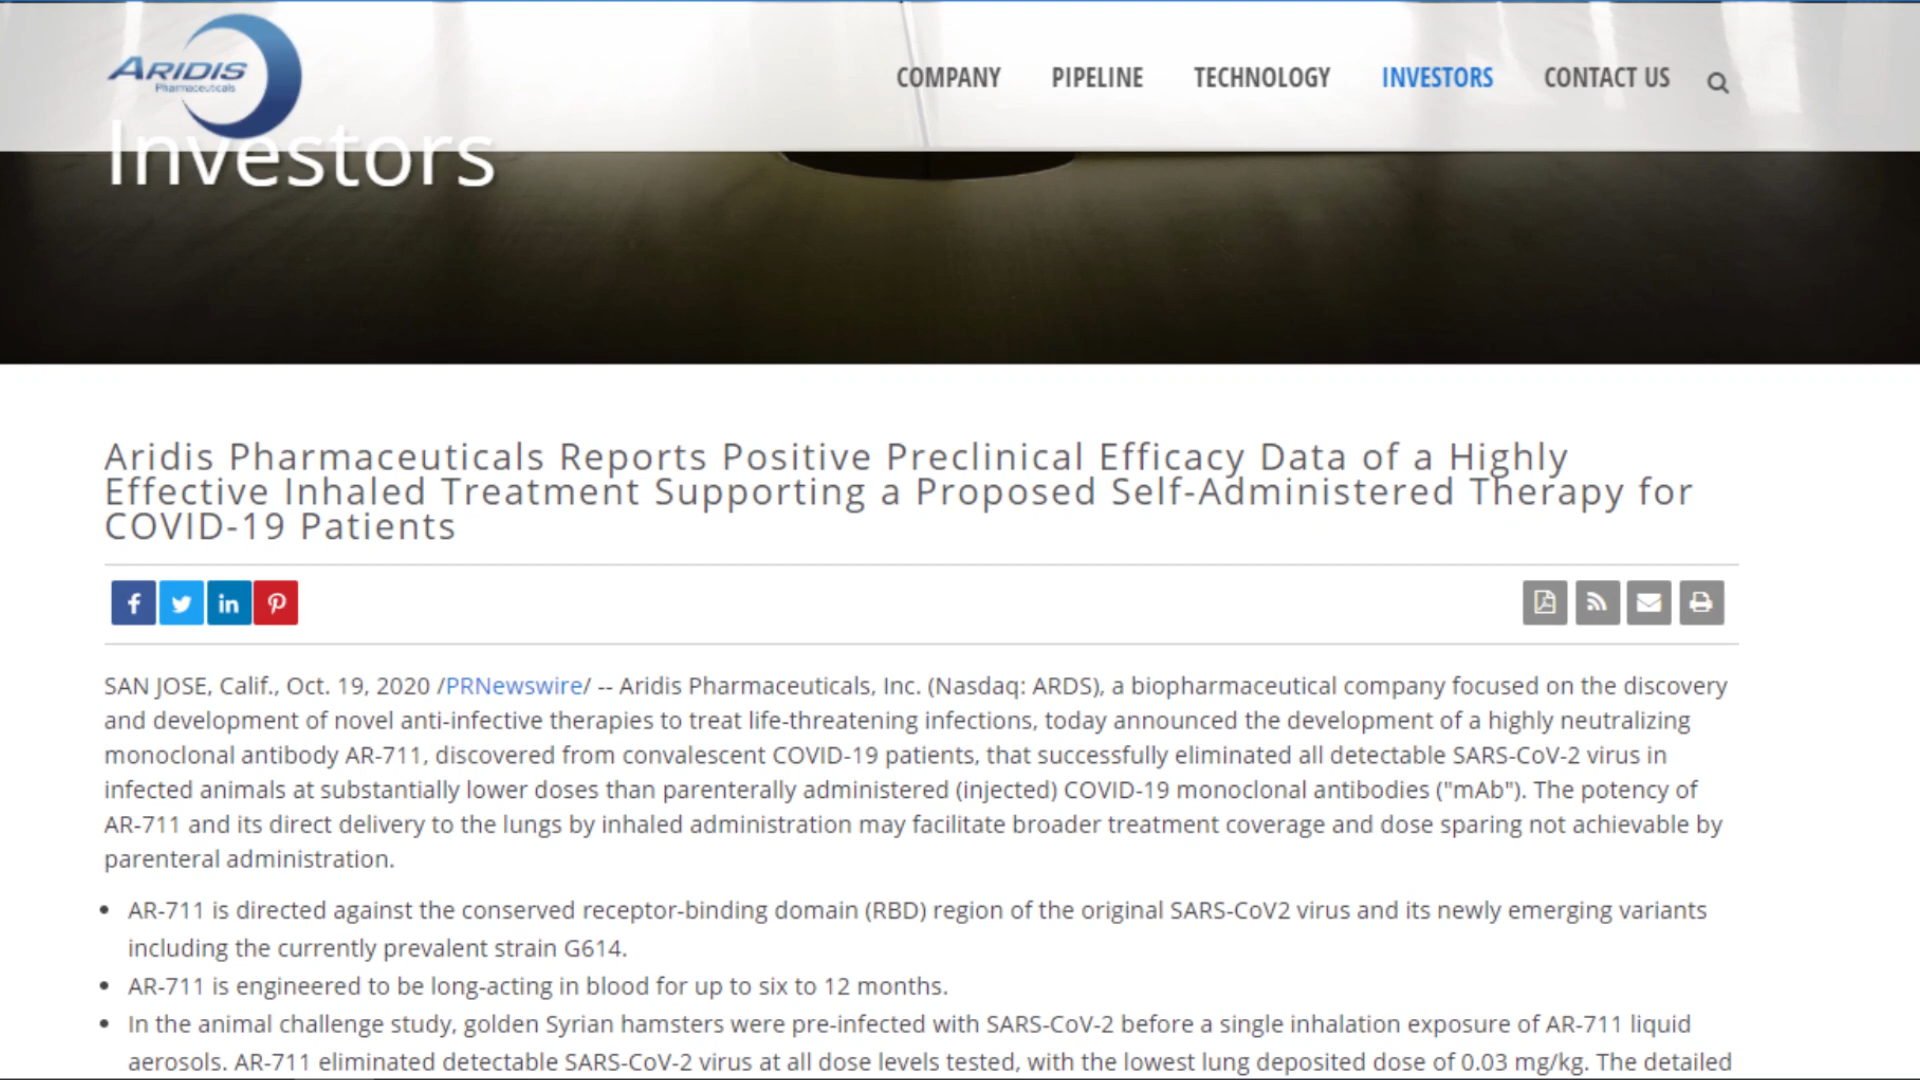 ARIDIS
Pharmaceuticals
COMPANY PIPELINE TECHNOLOGY INVESTORS CONTACT US
Investors
Aridis Pharmaceuticals Reports Positive Preclinical Efficacy Data of a Highly
Effective Inhaled Treatment Supporting a Proposed Self-Administered Therapy for
COVID-19 Patients
SAN JOSE, Calif., Oct. 19, 2020 /PRNewswire/ -- Aridis Pharmaceuticals, Inc. (Nasdaq: ARDS), a biopharmaceutical company focused on the discovery
and development of novel anti-infective therapies to treat life-threatening infections, today announced the development of a highly neutralizing
monoclonal antibody AR-711, discovered from convalescent COVID-19 patients, that successfully eliminated all detectable SARS-CoV-2 virus in
infected animals at substantially lower doses than parenterally administered (injected) COVID-19 monoclonal antibodies ("mAb"). The potency of
AR-711 and its direct delivery to the lungs by inhaled administration may facilitate broader treatment coverage and dose sparing not achievable by
parenteral administration.
• AR-711 is directed against the conserved receptor-binding domain (RBD) region of the original SARS-CoV2 virus and its newly emerging variants
including the currently prevalent strain G614.
• AR-711 is engineered to be long-acting in blood for up to six to 12 months.
• In the animal challenge study, golden Syrian hamsters were pre-infected with SARS-CoV-2 before a single inhalation exposure of AR-711 liquid
aerosols. AR-711 eliminated detectable SARS-CoV-2 virus at all dose levels tested, with the lowest lung deposited dose of 0.03 mg/kg. The detailed